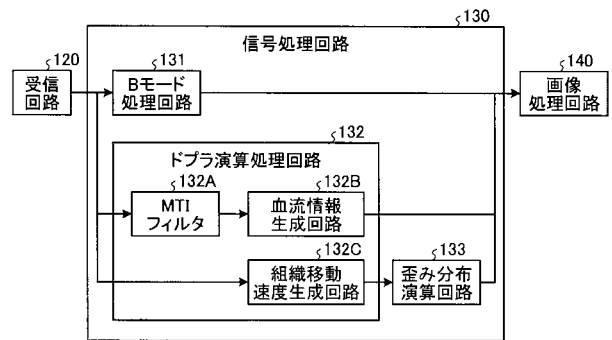 130
信号処理回路
120
受信
回路
131
Bモード
処理回路
140
画像
処理回路
132
ドプラ演算処理回路
132A
MTI
フィルタ
132B
血流情報
生成回路
132C
組織移動
速度生成回路
133
歪み分布
演算回路